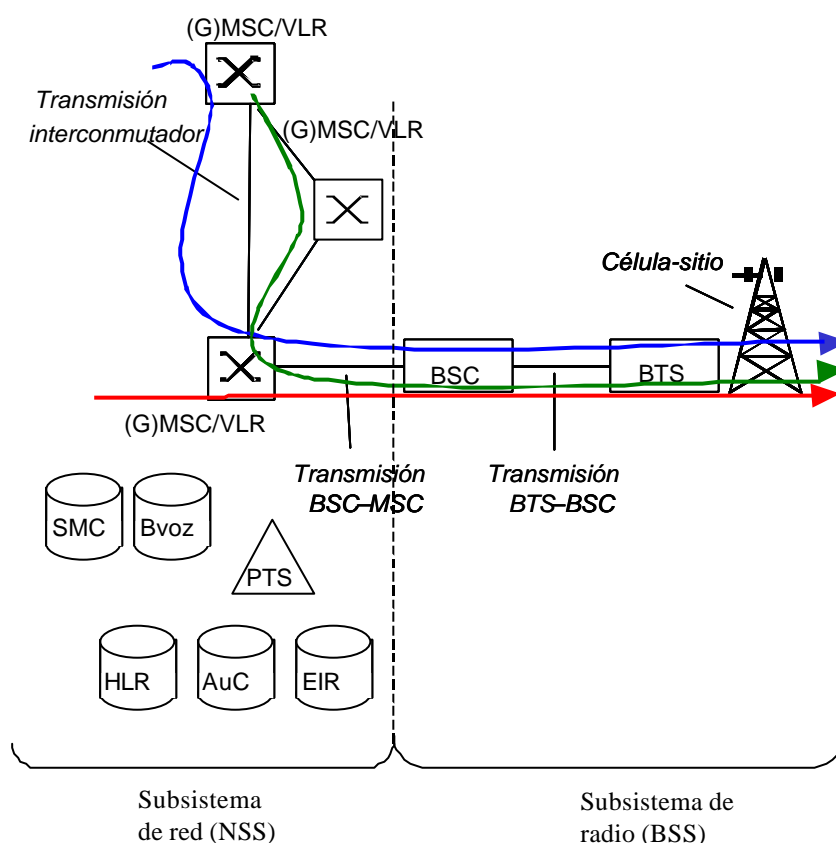 (G)MSC/VLR
Transmisión
interconmutador
(G)MSC/VLR
Célula-sitio
BSC
BTS
(G)MSC/VLR
Transmisión
BSC–MSC
Transmisión
BTS–BSC
SMC
Bvoz
PTS
HLR
AuC
EIR
Subsistema
de red (NSS)
Subsistema de
radio (BSS)